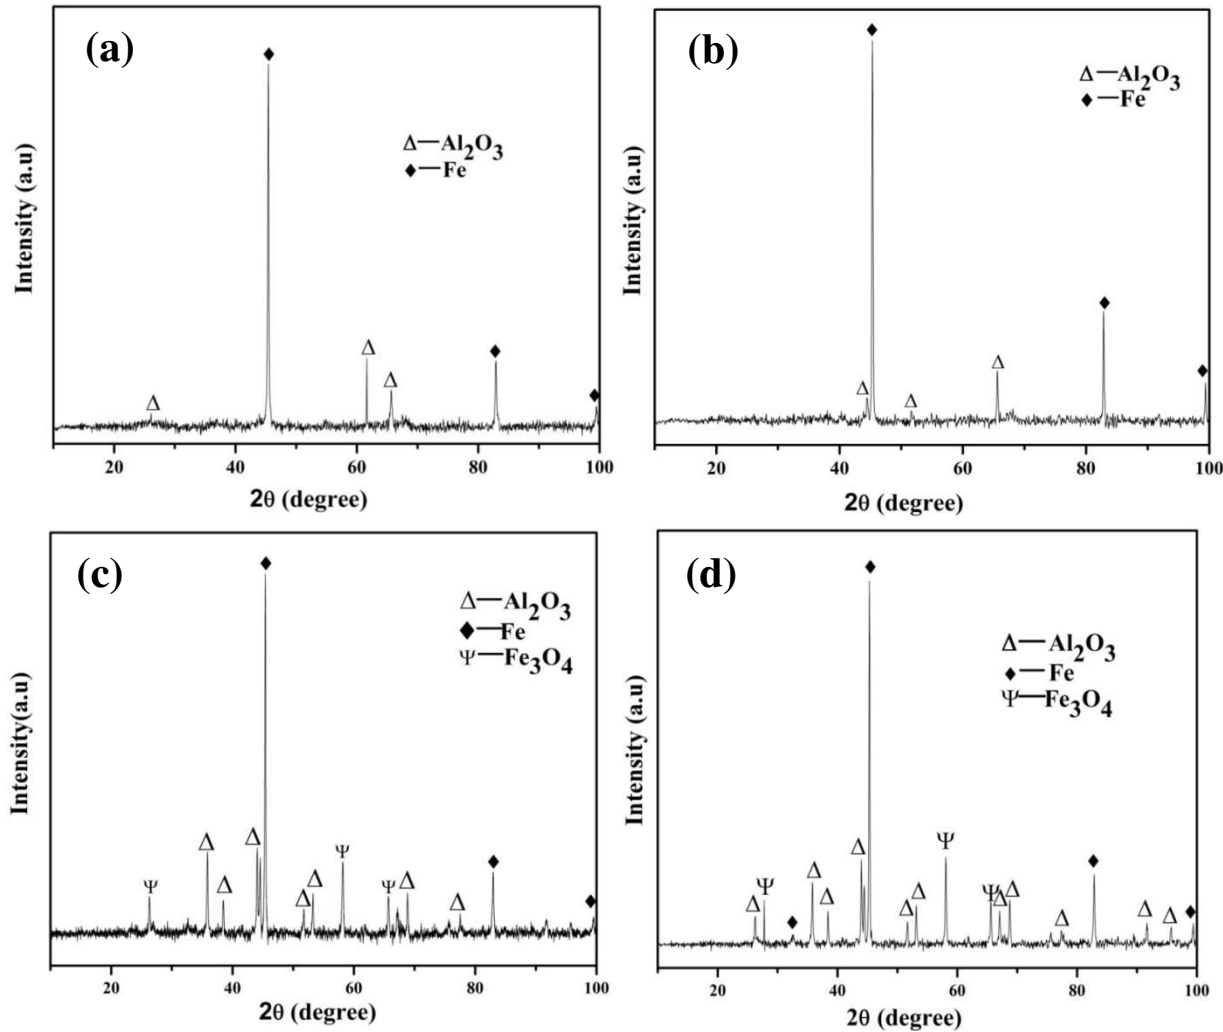 (a)
Δ—Al₂O₃
♦—Fe
♦
Δ
Δ
Δ
♦
♦
Intensity (a.u)
20 40 60 80 100
2θ (degree)
(b)
Δ—Al₂O₃
♦—Fe
♦
Δ
Δ
Δ
♦
♦
Intensity (a.u)
20 40 60 80 100
2θ (degree)
(c)
Δ—Al₂O₃
♦—Fe
Ψ—Fe₃O₄
♦
Ψ
Δ
Δ
Δ
Δ
Δ
Ψ
Ψ
Δ
Δ
♦
♦
Intensity(a.u)
20 40 60 80 100
2θ (degree)
(d)
Δ—Al₂O₃
♦—Fe
Ψ—Fe₃O₄
♦
Δ
Ψ
♦
Δ
Δ
Δ
Δ
Δ
Ψ
Ψ
Δ
Δ
Δ
♦
Δ
Δ
♦
Intensity (a.u)
20 40 60 80 100
2θ (degree)